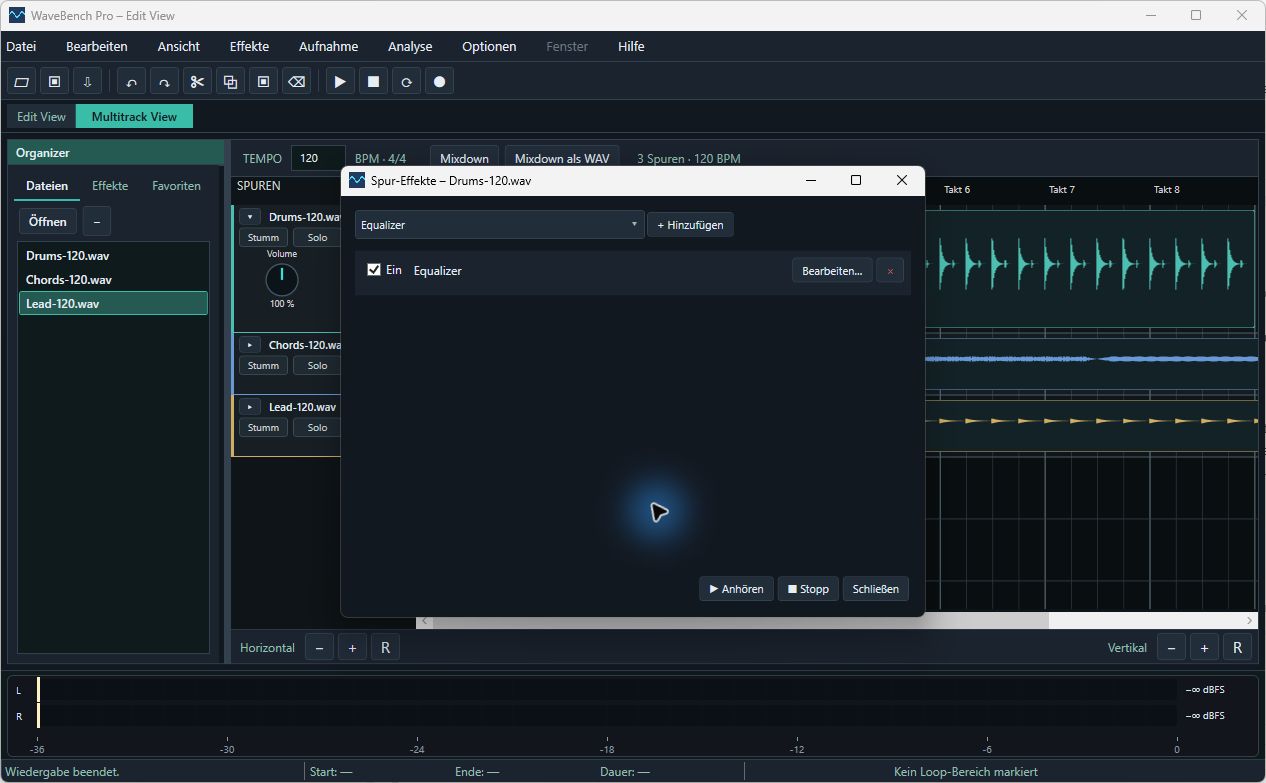 WaveBench Pro – Edit View
Datei Bearbeiten Ansicht Effekte Aufnahme Analyse Optionen Fenster Hilfe
Edit View Multitrack View
Organizer
TEMPO 120 BPM · 4/4 Mixdown Mixdown als WAV 3 Spuren · 120 BPM
Dateien Effekte Favoriten
SPUREN
Spur-Effekte – Drums-120.wav
Takt 6 Takt 7 Takt 8
Öffnen –
Drums-120.wav
Stumm Solo
Volume
100 %
Equalizer
+ Hinzufügen
Drums-120.wav
Chords-120.wav
Lead-120.wav
Ein Equalizer Bearbeiten... ×
Chords-120.wa
Stumm Solo
Lead-120.wav
Stumm Solo
Anhören Stopp Schließen
Horizontal – + R
Vertikal – + R
L –∞ dBFS
R –∞ dBFS
-36 -30 -24 -18 -12 -6 0
Wiedergabe beendet. Start: — Ende: — Dauer: — Kein Loop-Bereich markiert